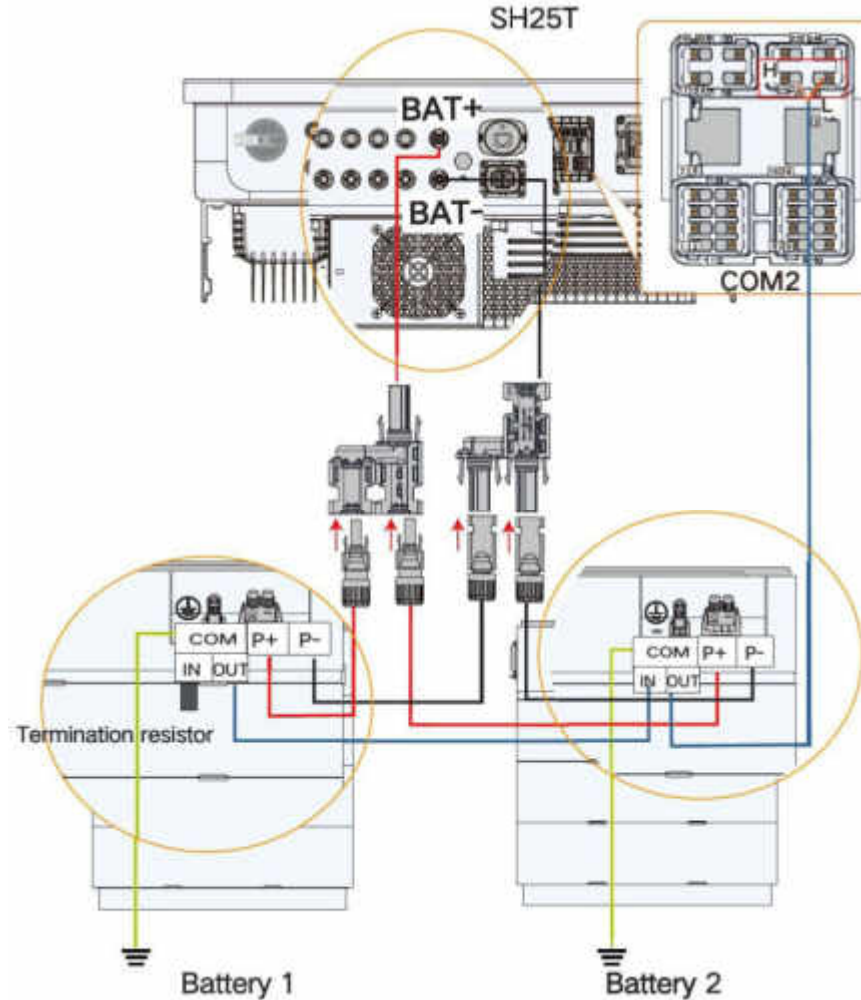 SH25T
BAT+
BAT-
H
L
COM2
COM P+ P-
IN OUT
Termination resistor
COM P+ P-
IN OUT
Battery 1
Battery 2